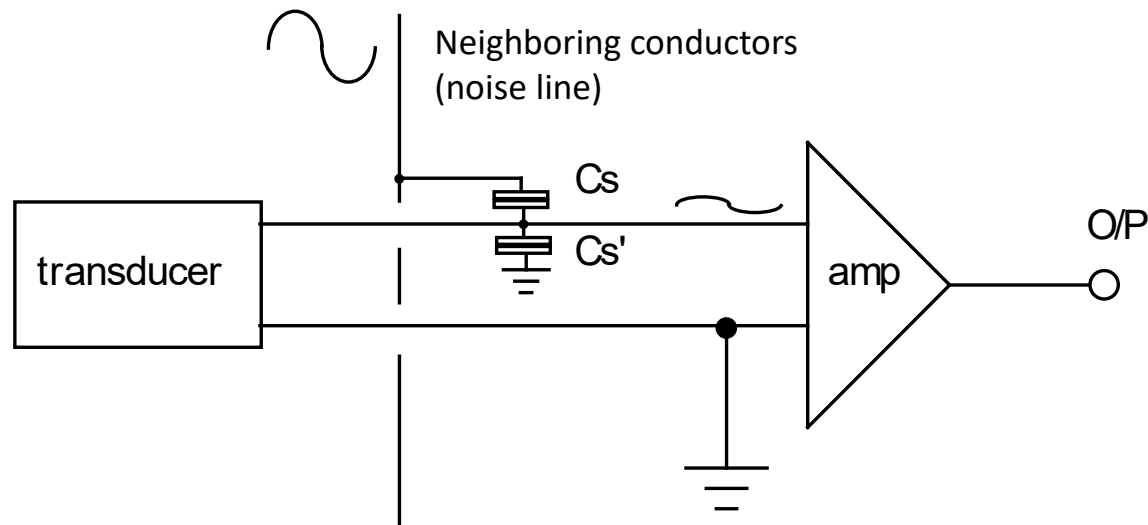 Neighboring conductors
(noise line)
Cs
Cs'
transducer
amp
O/P